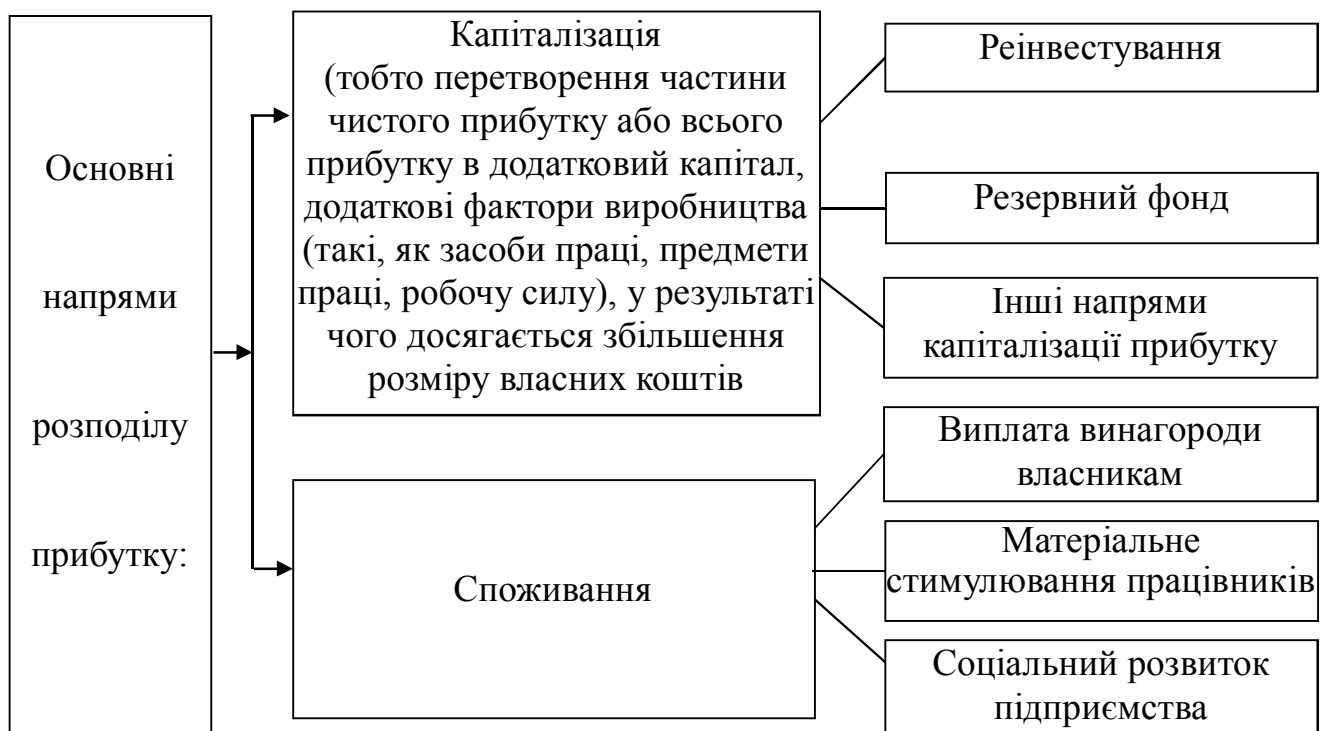 Основні
напрями
розподілу
прибутку:
Капіталізація
(тобто перетворення частини
чистого прибутку або всього
прибутку в додатковий капітал,
додаткові фактори виробництва
(такі, як засоби праці, предмети
праці, робочу силу), у результаті
чого досягається збільшення
розміру власних коштів
Реінвестування
Резервний фонд
Інші напрями
капіталізації прибутку
Споживання
Виплата винагороди
власникам
Матеріальне
стимулювання працівників
Соціальний розвиток
підприємства